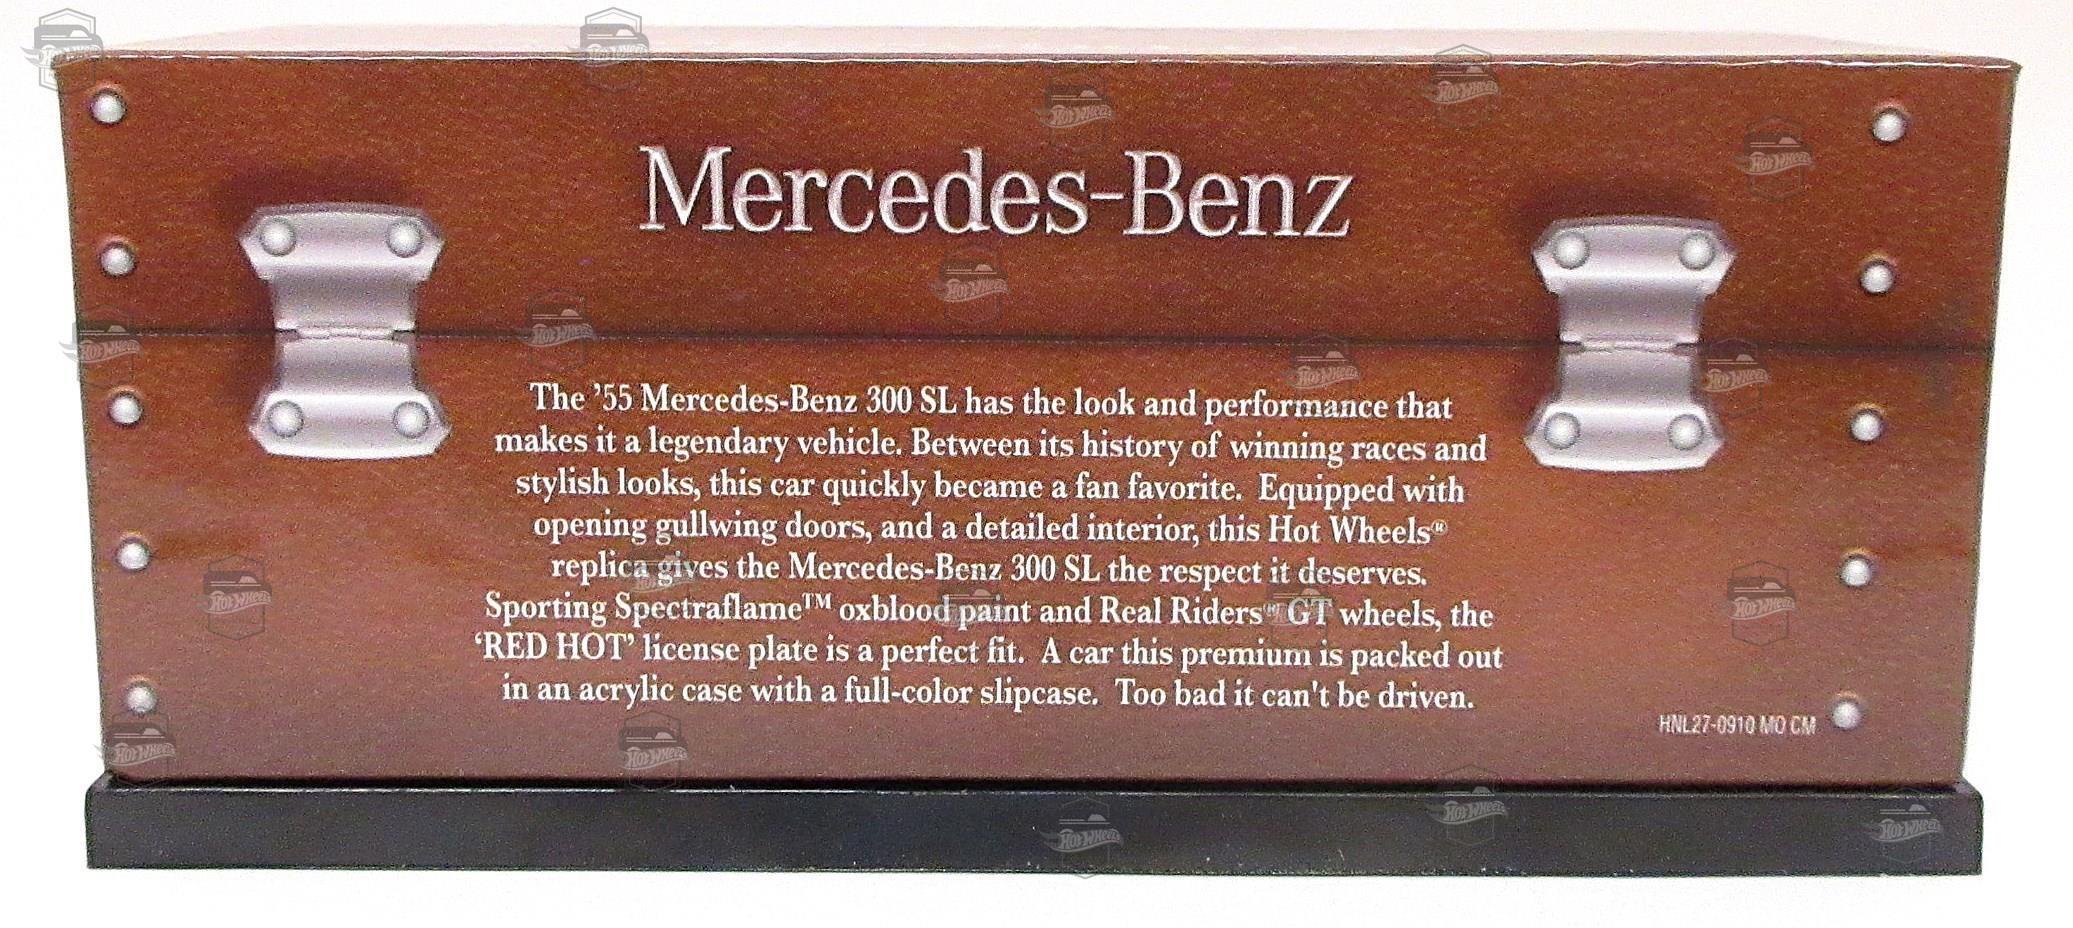 Mercedes-Benz
The ’55 Mercedes-Benz 300 SL has the look and performance that
makes it a legendary vehicle. Between its history of winning races and
stylish looks, this car quickly became a fan favorite.  Equipped with
opening gullwing doors, and a detailed interior, this Hot Wheels®
replica gives the Mercedes-Benz 300 SL the respect it deserves.
Sporting Spectraflame™ oxblood paint and Real Riders® GT wheels, the
‘RED HOT’ license plate is a perfect fit.  A car this premium is packed out
in an acrylic case with a full-color slipcase.  Too bad it can't be driven.
HNL27-0910 MO CM